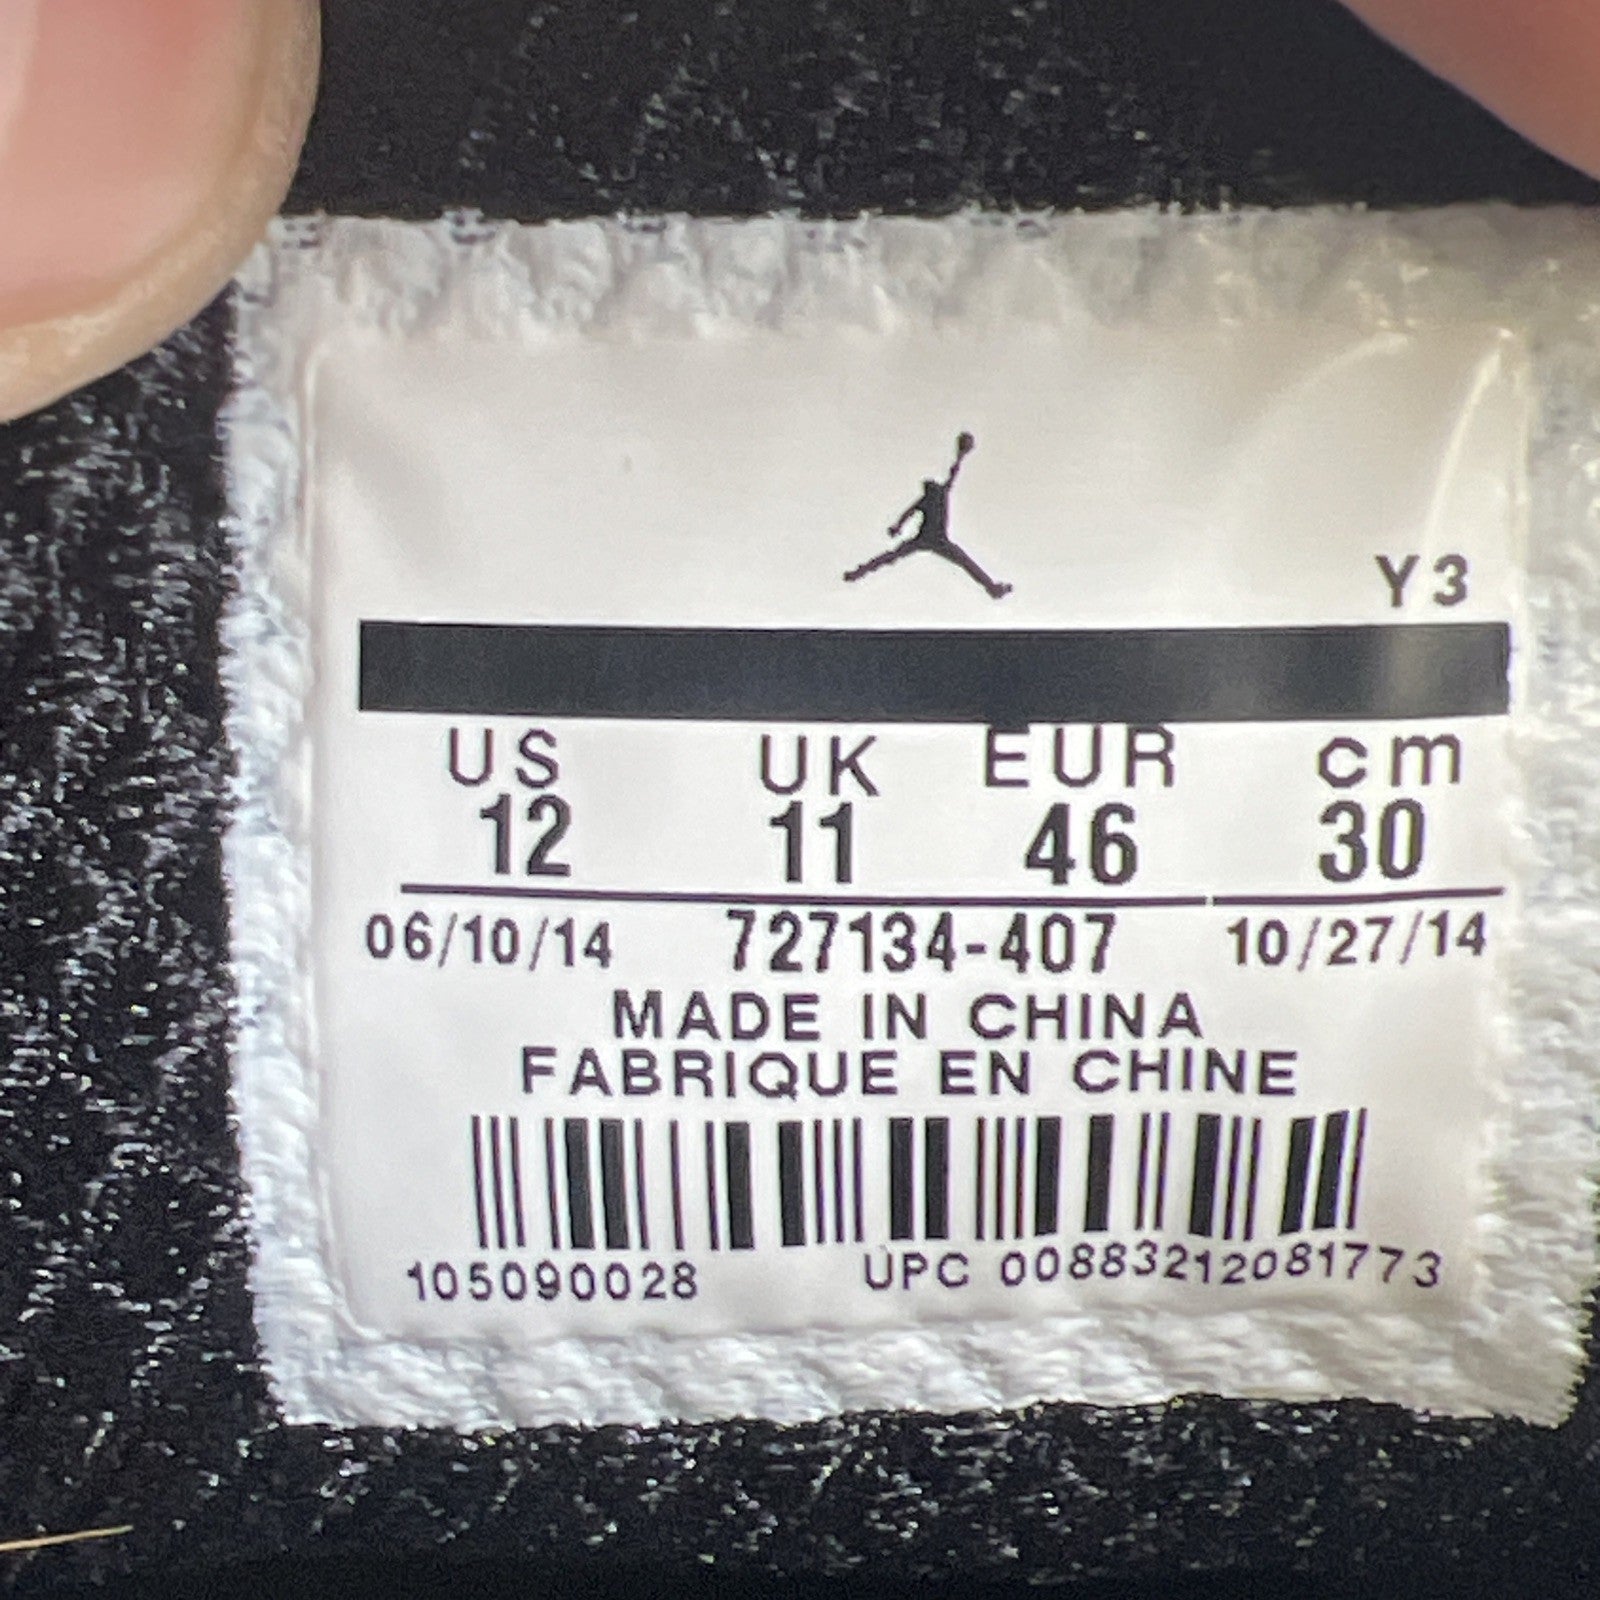 Y3
US UK EUR cm
12 11 46 30
06/10/14 727134-407 10/27/14
MADE IN CHINA
FABRIQUE EN CHINE
105090028 UPC 00883212081773